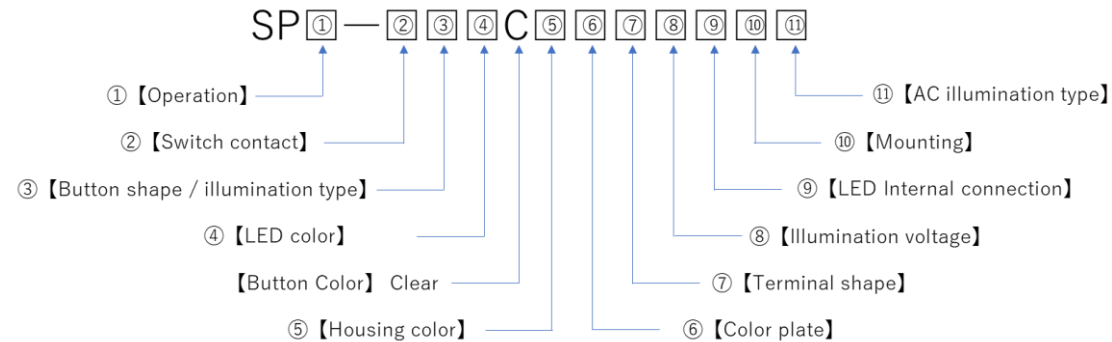 SP①—②③④C⑤⑥⑦⑧⑨⑩⑪
①【Operation】 ⑪【AC illumination type】
②【Switch contact】 ⑩【Mounting】
③【Button shape / illumination type】 ⑨【LED Internal connection】
④【LED color】 ⑧【Illumination voltage】
【Button Color】 Clear ⑦【Terminal shape】
⑤【Housing color】 ⑥【Color plate】